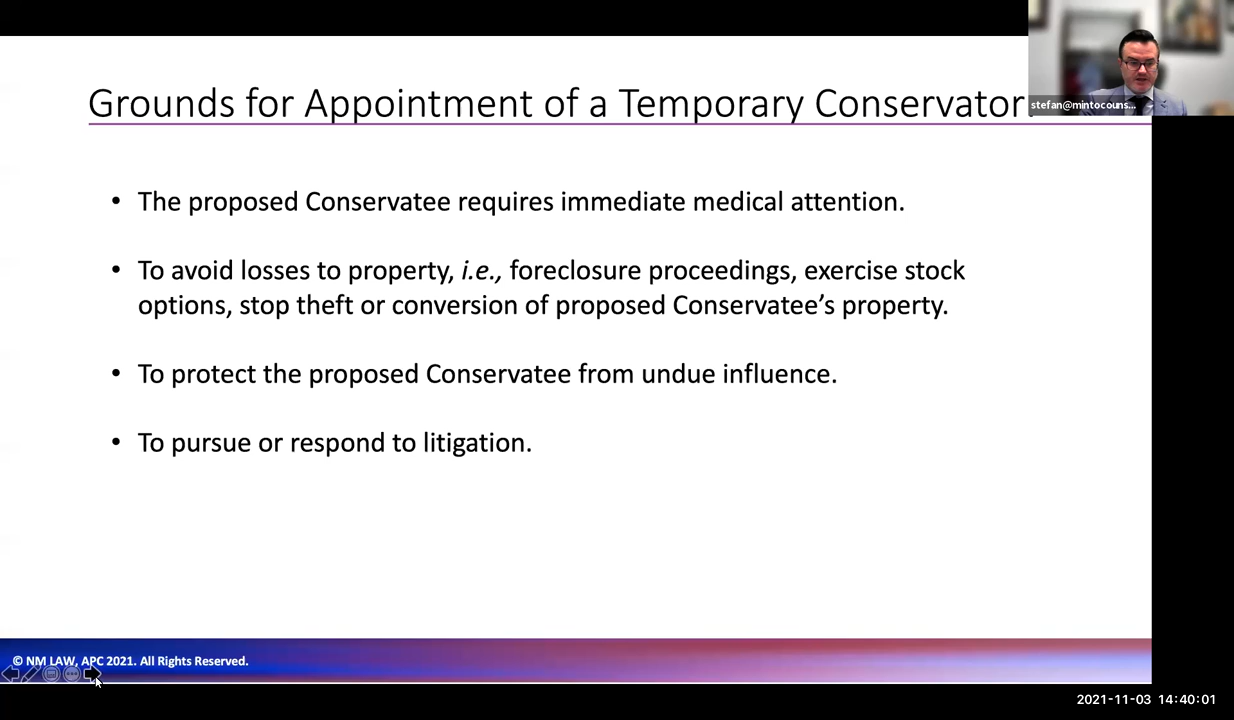 Grounds for Appointment of a Temporary Conservator.
stefan@mintocouns...
• The proposed Conservatee requires immediate medical attention.
• To avoid losses to property, i.e., foreclosure proceedings, exercise stock
options, stop theft or conversion of proposed Conservatee’s property.
• To protect the proposed Conservatee from undue influence.
• To pursue or respond to litigation.
© NM LAW, APC 2021. All Rights Reserved.
2021-11-03 14:40:01